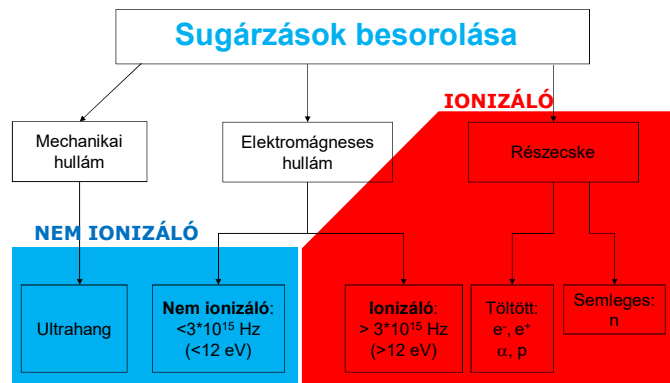 Sugárzások besorolása
IONIZÁLÓ
Mechanikai
hullám
Elektromágneses
hullám
Részecske
NEM IONIZÁLÓ
Ultrahang
Nem ionizáló:
<3*10¹⁵ Hz
(<12 eV)
Ionizáló:
> 3*10¹⁵ Hz
(>12 eV)
Töltött:
e⁻, e⁺
α, p
Semleges:
n